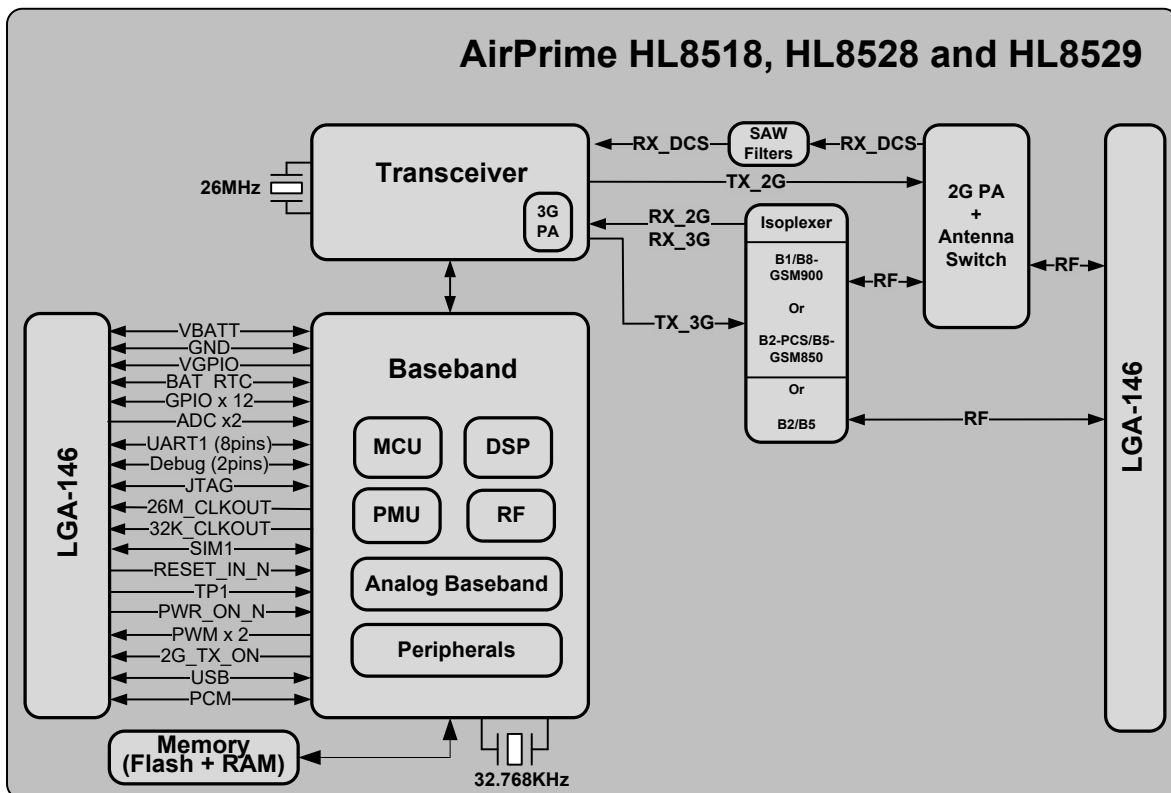 AirPrime HL8518, HL8528 and HL8529
26MHz
Transceiver
3G
PA
RX_DCS
SAW
Filters
RX_DCS
TX_2G
RX_2G
RX_3G
TX_3G
Isoplexer
B1/B8-
GSM900
Or
B2-PCS/B5-
GSM850
Or
B2/B5
RF
2G PA
+
Antenna
Switch
RF
RF
LGA-146
LGA-146
VBATT
GND
VGPIO
BAT_RTC
GPIO x 12
ADC x2
UART1 (8pins)
Debug (2pins)
JTAG
26M_CLKOUT
32K_CLKOUT
SIM1
RESET_IN_N
TP1
PWR_ON_N
PWM x 2
2G_TX_ON
USB
PCM
Baseband
MCU
DSP
PMU
RF
Analog Baseband
Peripherals
Memory
(Flash + RAM)
32.768KHz